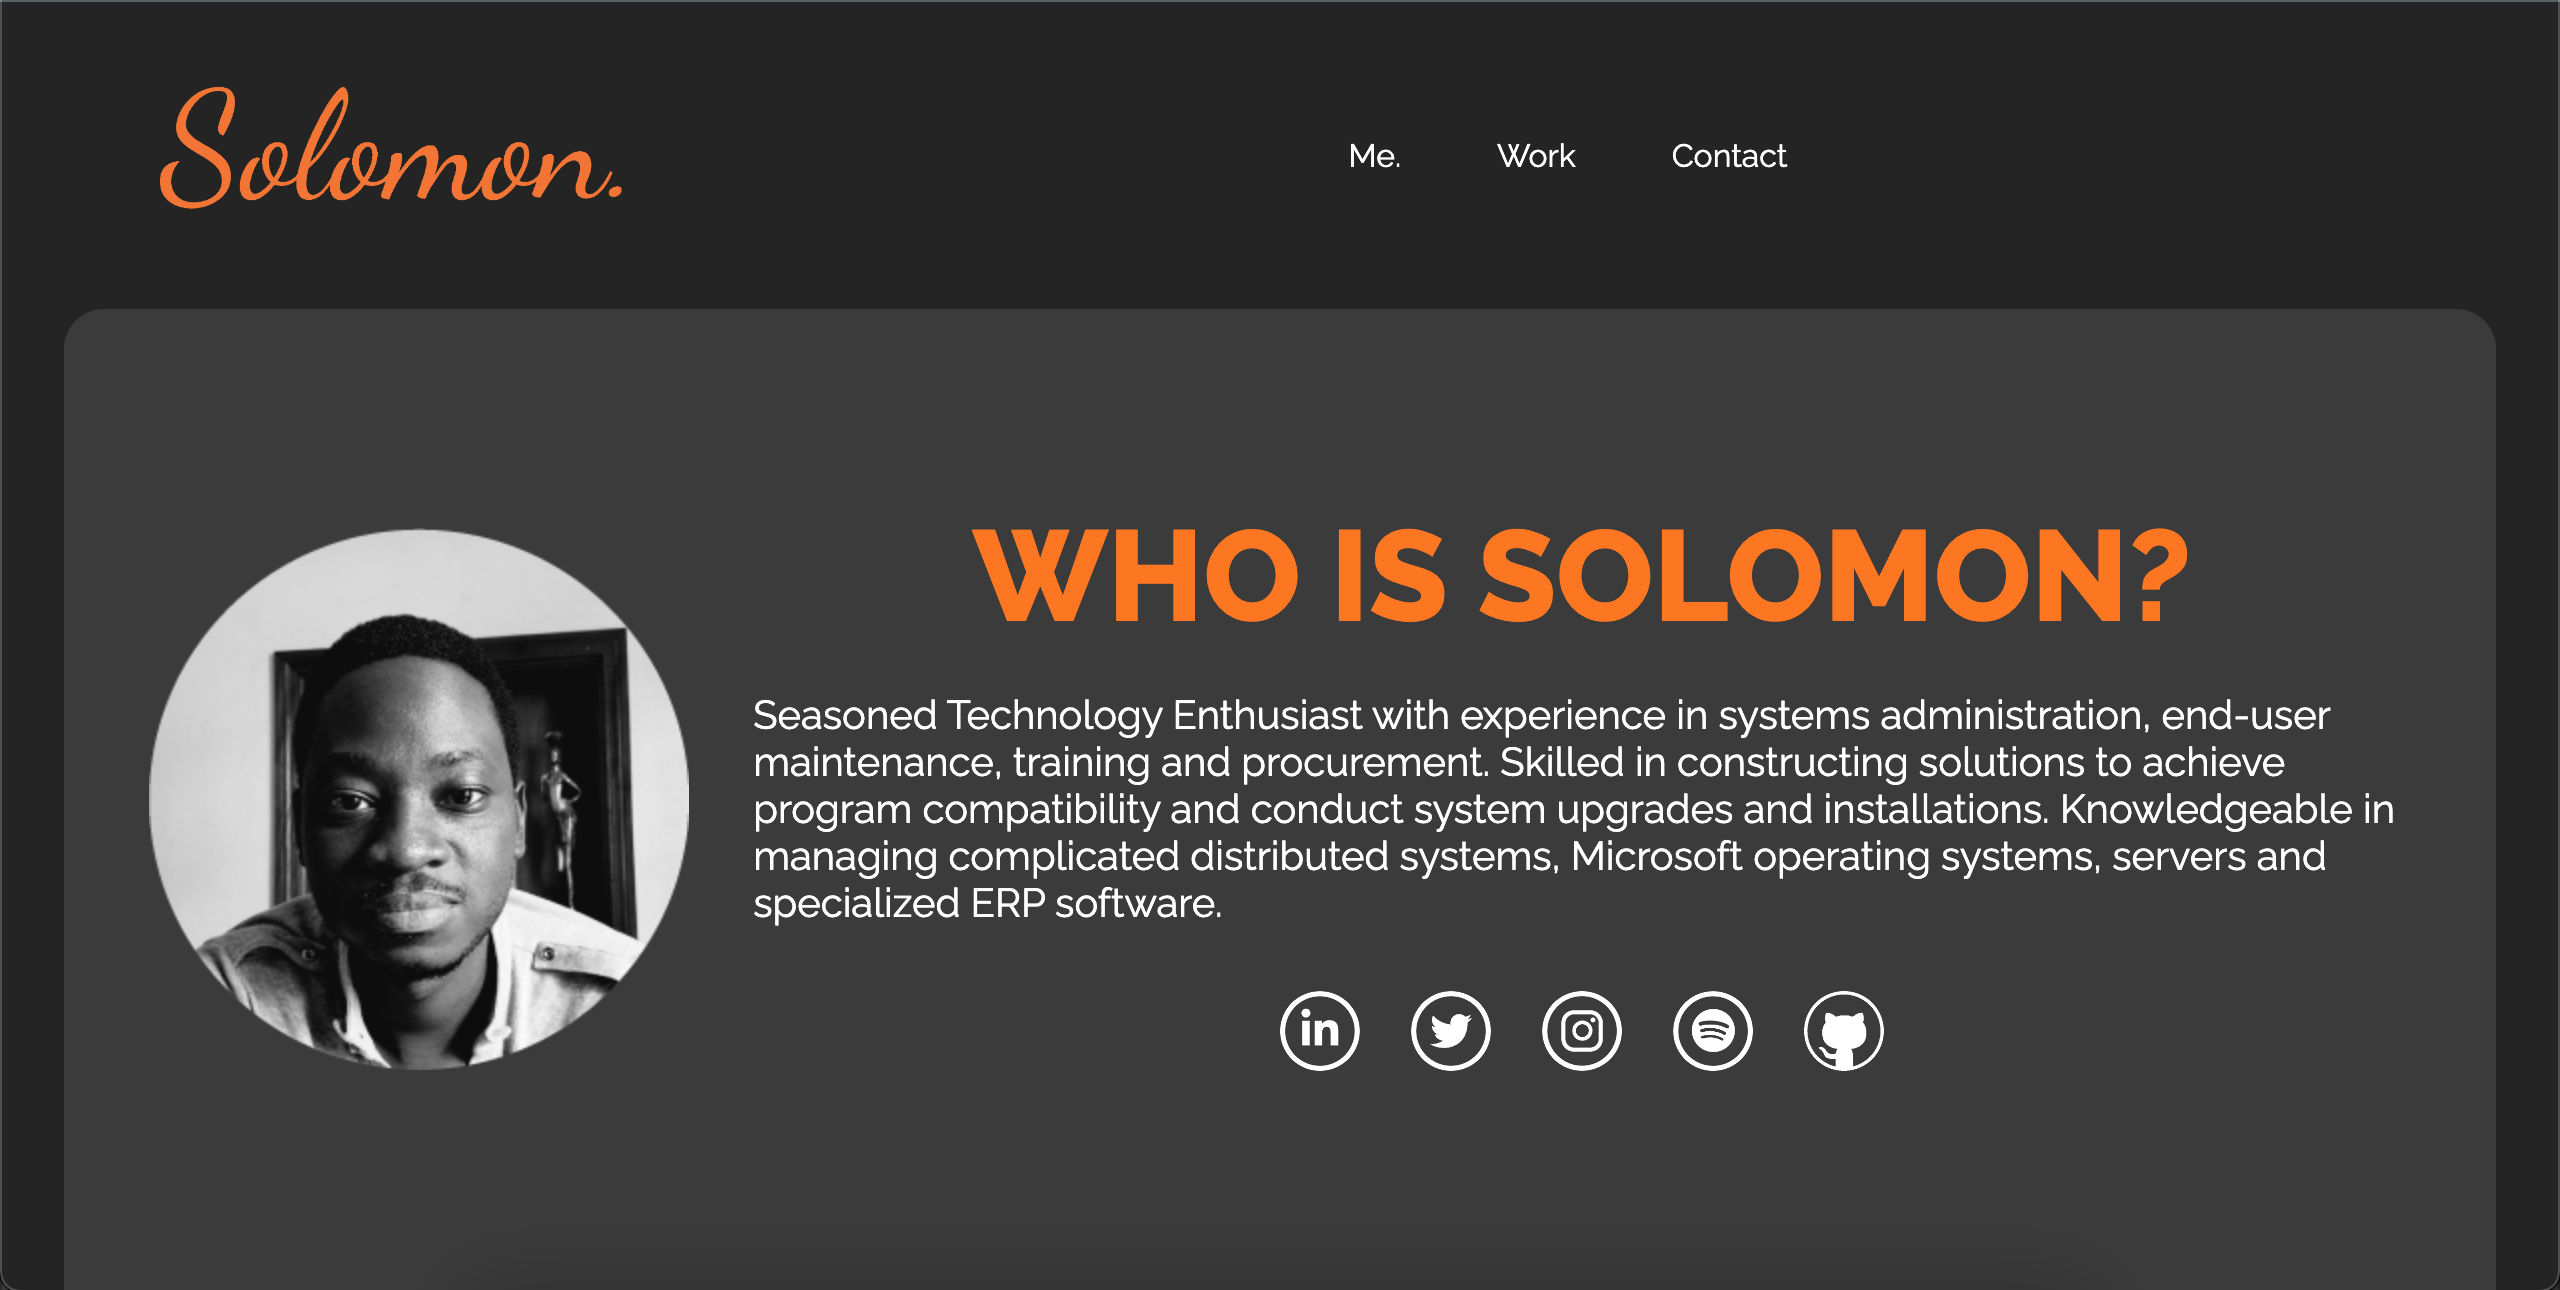 Solomon.
Me. Work Contact
WHO IS SOLOMON?
Seasoned Technology Enthusiast with experience in systems administration, end-user
maintenance, training and procurement. Skilled in constructing solutions to achieve
program compatibility and conduct system upgrades and installations. Knowledgeable in
managing complicated distributed systems, Microsoft operating systems, servers and
specialized ERP software.
in